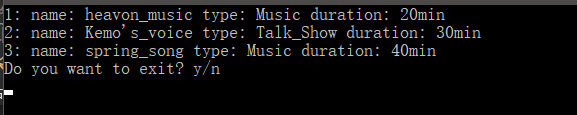 1: name: heavon_music type: Music duration: 20min
2: name: Kemo's_voice type: Talk_Show duration: 30min
3: name: spring_song type: Music duration: 40min
Do you want to exit? y/n